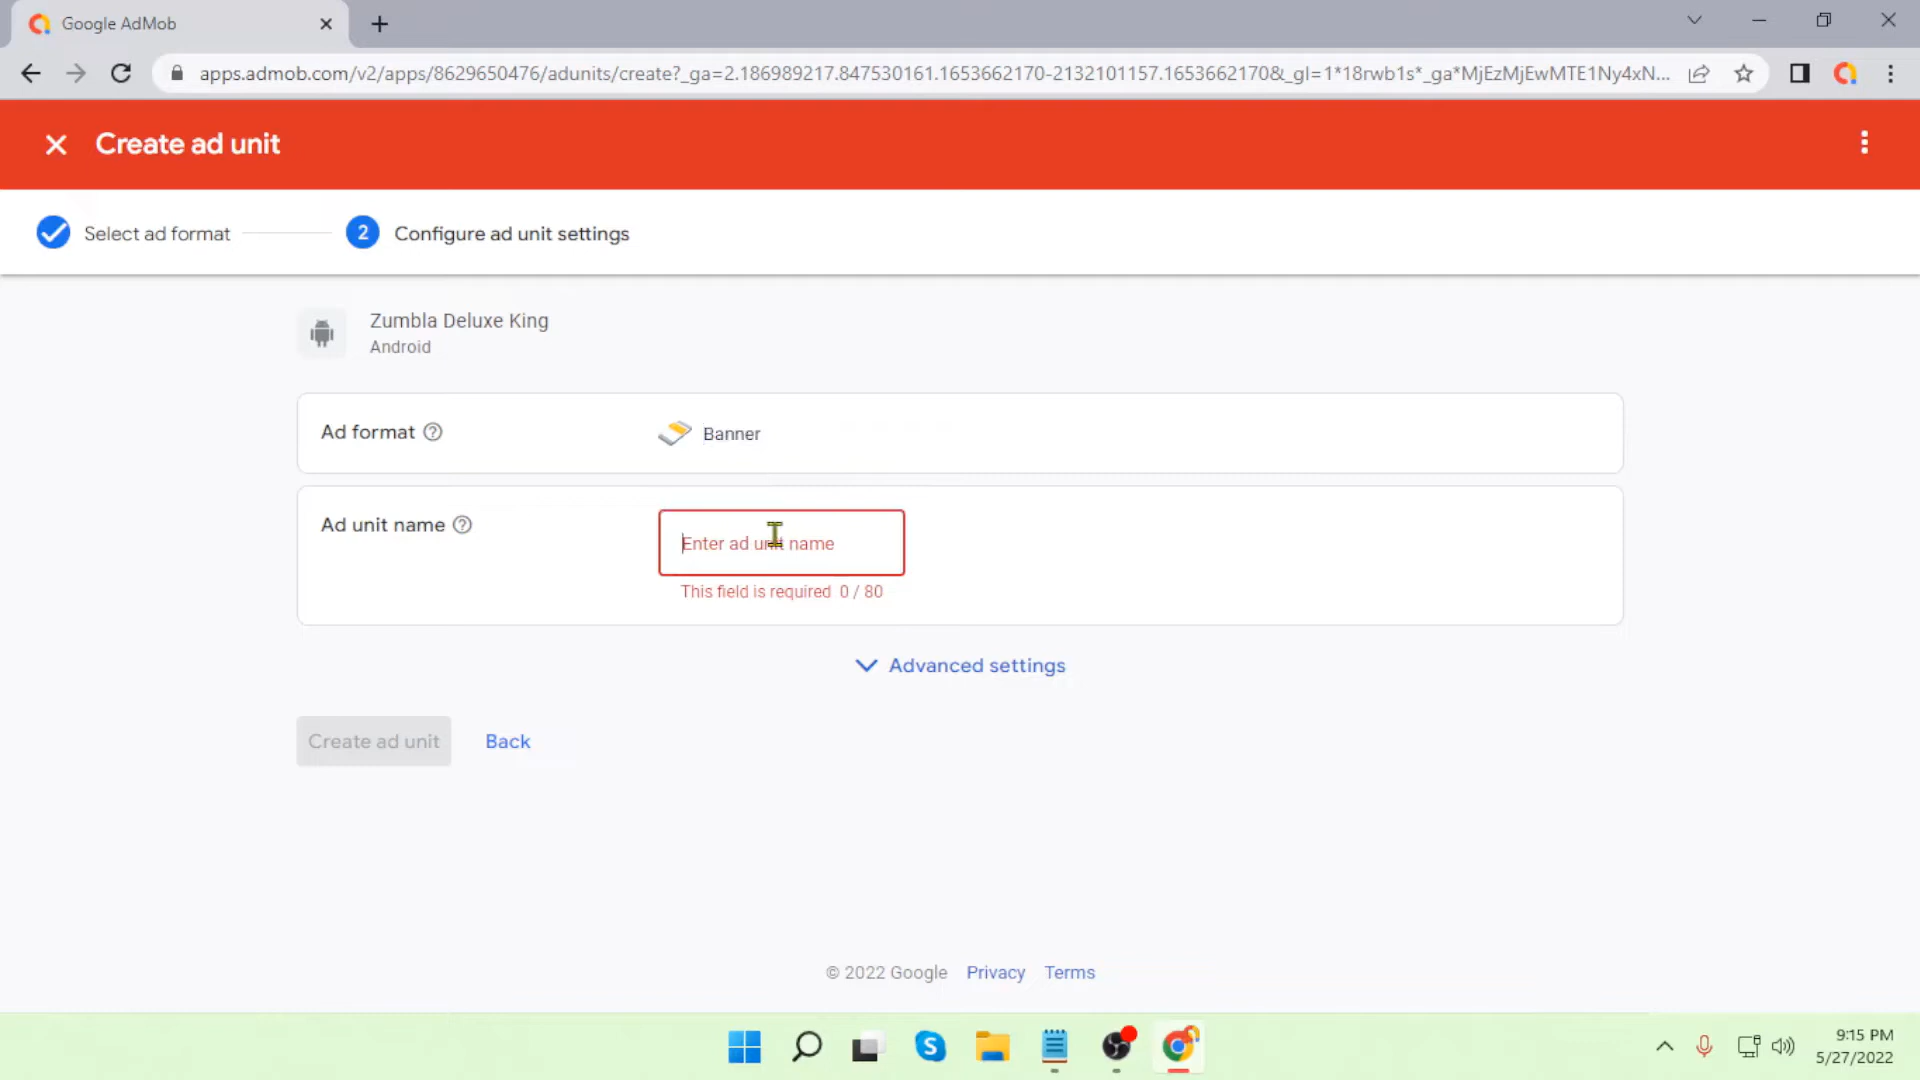 Google AdMob
apps.admob.com/v2/apps/8629650476/adunits/create?_ga=2.186989217.847530161.1653662170-2132101157.1653662170&_gl=1*18rwb1s*_ga*MjEzMjEwMTE1Ny4xN...
Create ad unit
Select ad format
2 Configure ad unit settings
Zumbla Deluxe King
Android
Ad format
Banner
Ad unit name
Enter ad unit name
This field is required 0 / 80
Advanced settings
Create ad unit
Back
© 2022 Google Privacy Terms
9:15 PM
5/27/2022